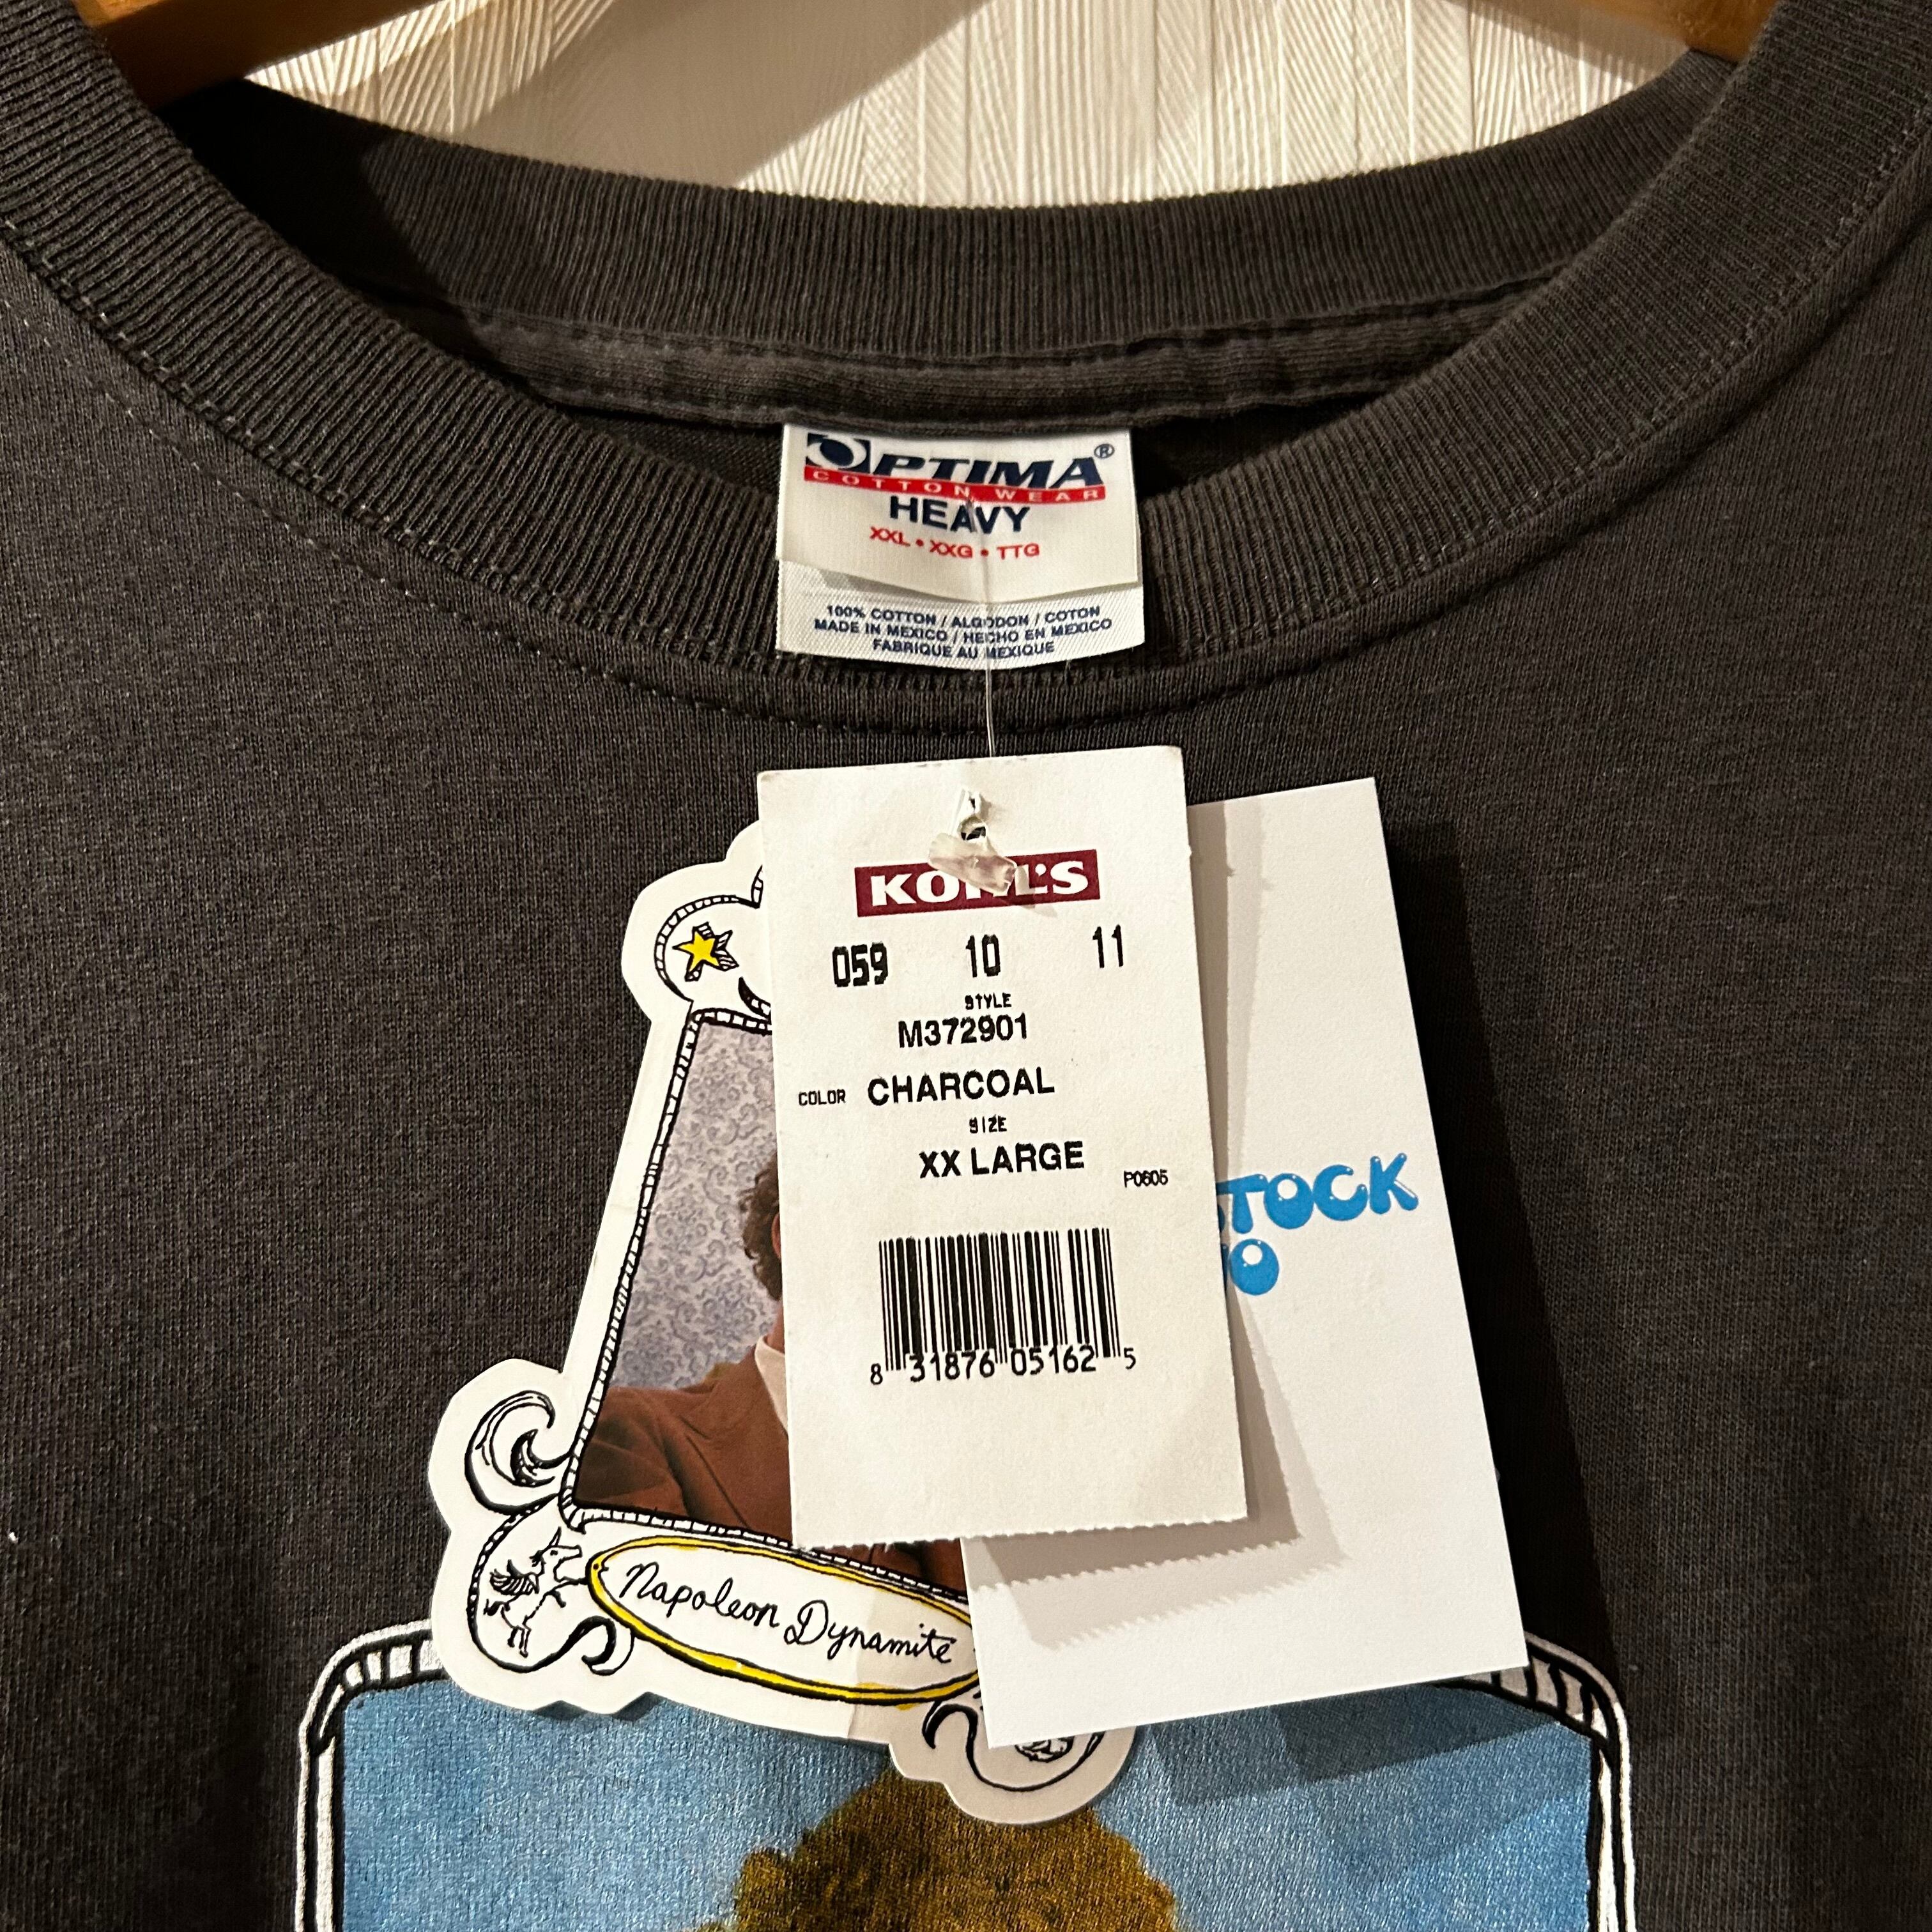 OPTIMA®
COTTON WEAR
HEAVY
XXL • XXG • TTG
100% COTTON / ALGODON / COTON
MADE IN MEXICO / HECHO EN MEXICO
FABRIQUE AU MEXIQUE
KOHL'S
059 10 11
STYLE
M372901
COLOR CHARCOAL
SIZE
XX LARGE
P0605
8 31876 05162 5
TOCK
Napoleon Dynamite